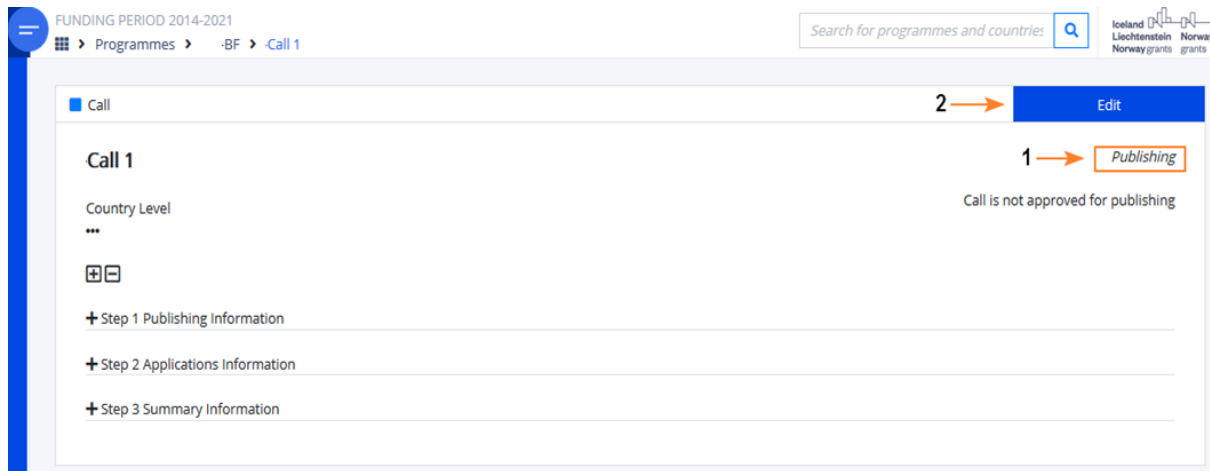 FUNDING PERIOD 2014-2021
Programmes > -BF > -Call 1
Search for programmes and countries
Iceland
Liechtenstein Norwa
Norway grants grants
Call
2
Edit
Call 1
1
Publishing
Country Level
Call is not approved for publishing
•••
+ Step 1 Publishing Information
+ Step 2 Applications Information
+ Step 3 Summary Information